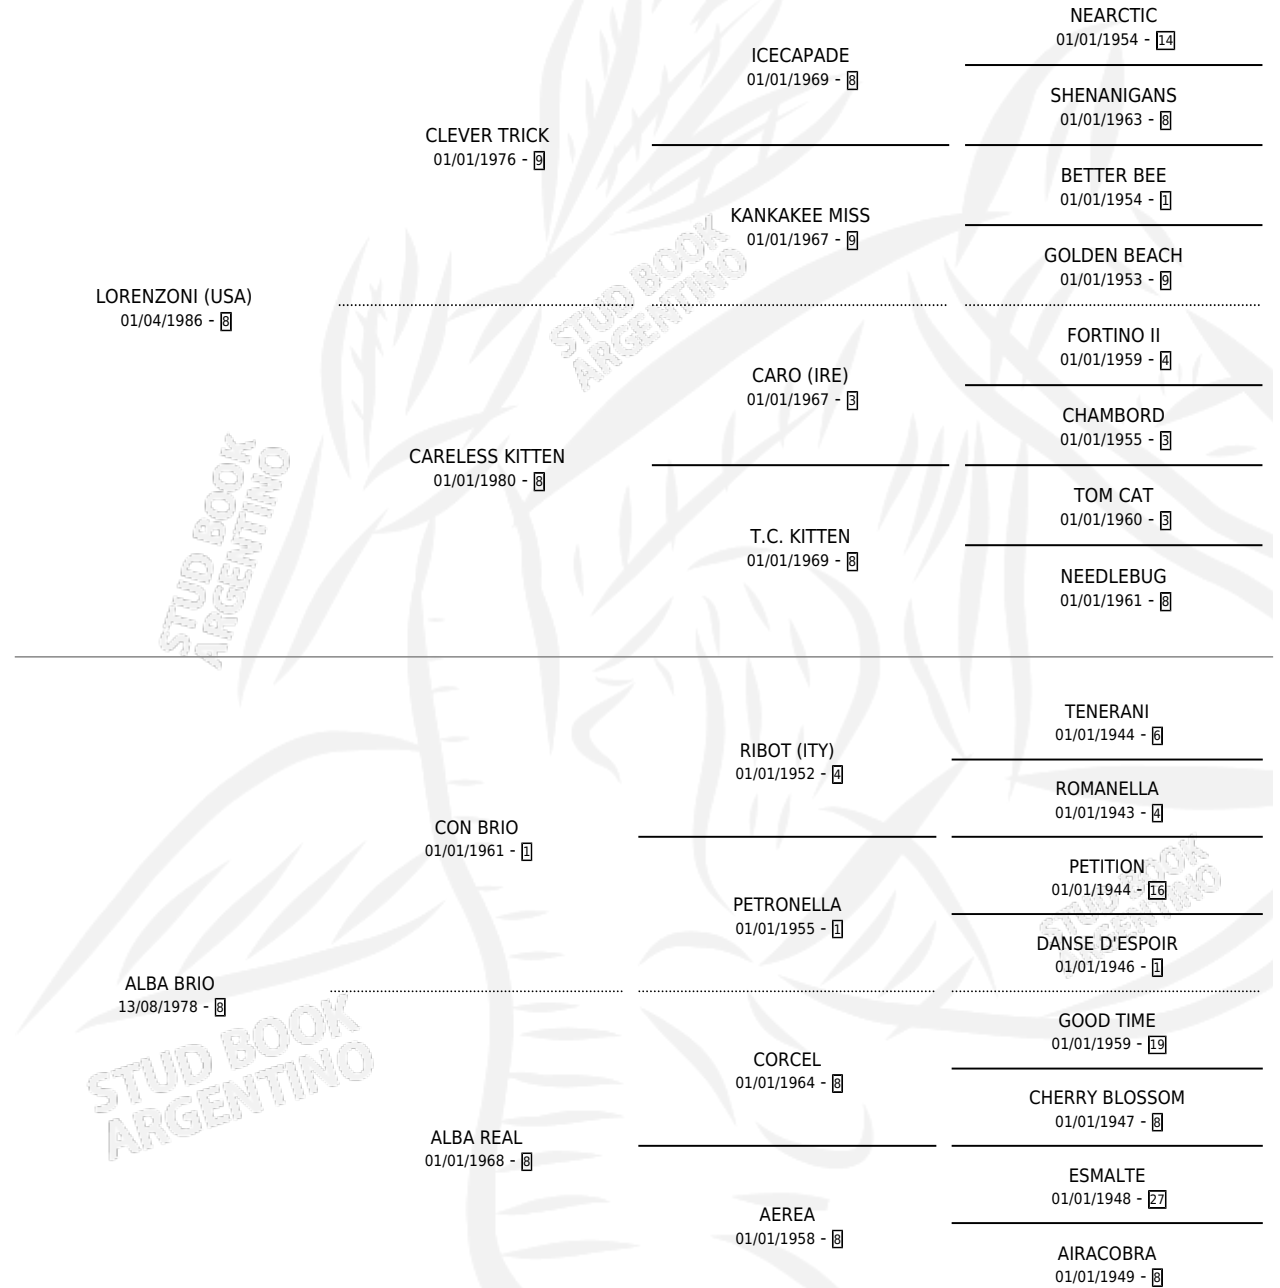 NEARCTIC
01/01/1954 - 14
ICECAPADE
01/01/1969 - 8
SHENANIGANS
01/01/1963 - 8
CLEVER TRICK
01/01/1976 - 9
BETTER BEE
01/01/1954 - 1
KANKAKEE MISS
01/01/1967 - 9
GOLDEN BEACH
01/01/1953 - 9
LORENZONI (USA)
01/04/1986 - 8
FORTINO II
01/01/1959 - 4
CARO (IRE)
01/01/1967 - 3
CHAMBORD
01/01/1955 - 3
CARELESS KITTEN
01/01/1980 - 8
TOM CAT
01/01/1960 - 3
T.C. KITTEN
01/01/1969 - 8
NEEDLEBUG
01/01/1961 - 8
TENERANI
01/01/1944 - 6
RIBOT (ITY)
01/01/1952 - 4
ROMANELLA
01/01/1943 - 4
CON BRIO
01/01/1961 - 1
PETITION
01/01/1944 - 16
PETRONELLA
01/01/1955 - 1
DANSE D'ESPOIR
01/01/1946 - 1
ALBA BRIO
13/08/1978 - 8
GOOD TIME
01/01/1959 - 19
CORCEL
01/01/1964 - 8
CHERRY BLOSSOM
01/01/1947 - 8
ALBA REAL
01/01/1968 - 8
ESMALTE
01/01/1948 - 27
AEREA
01/01/1958 - 8
AIRACOBRA
01/01/1949 - 8
STUD BOOK
ARGENTINO
STUD BOOK
ARGENTINO
STUD BOOK
ARGENTINO
STUD BOOK
ARGENTINO